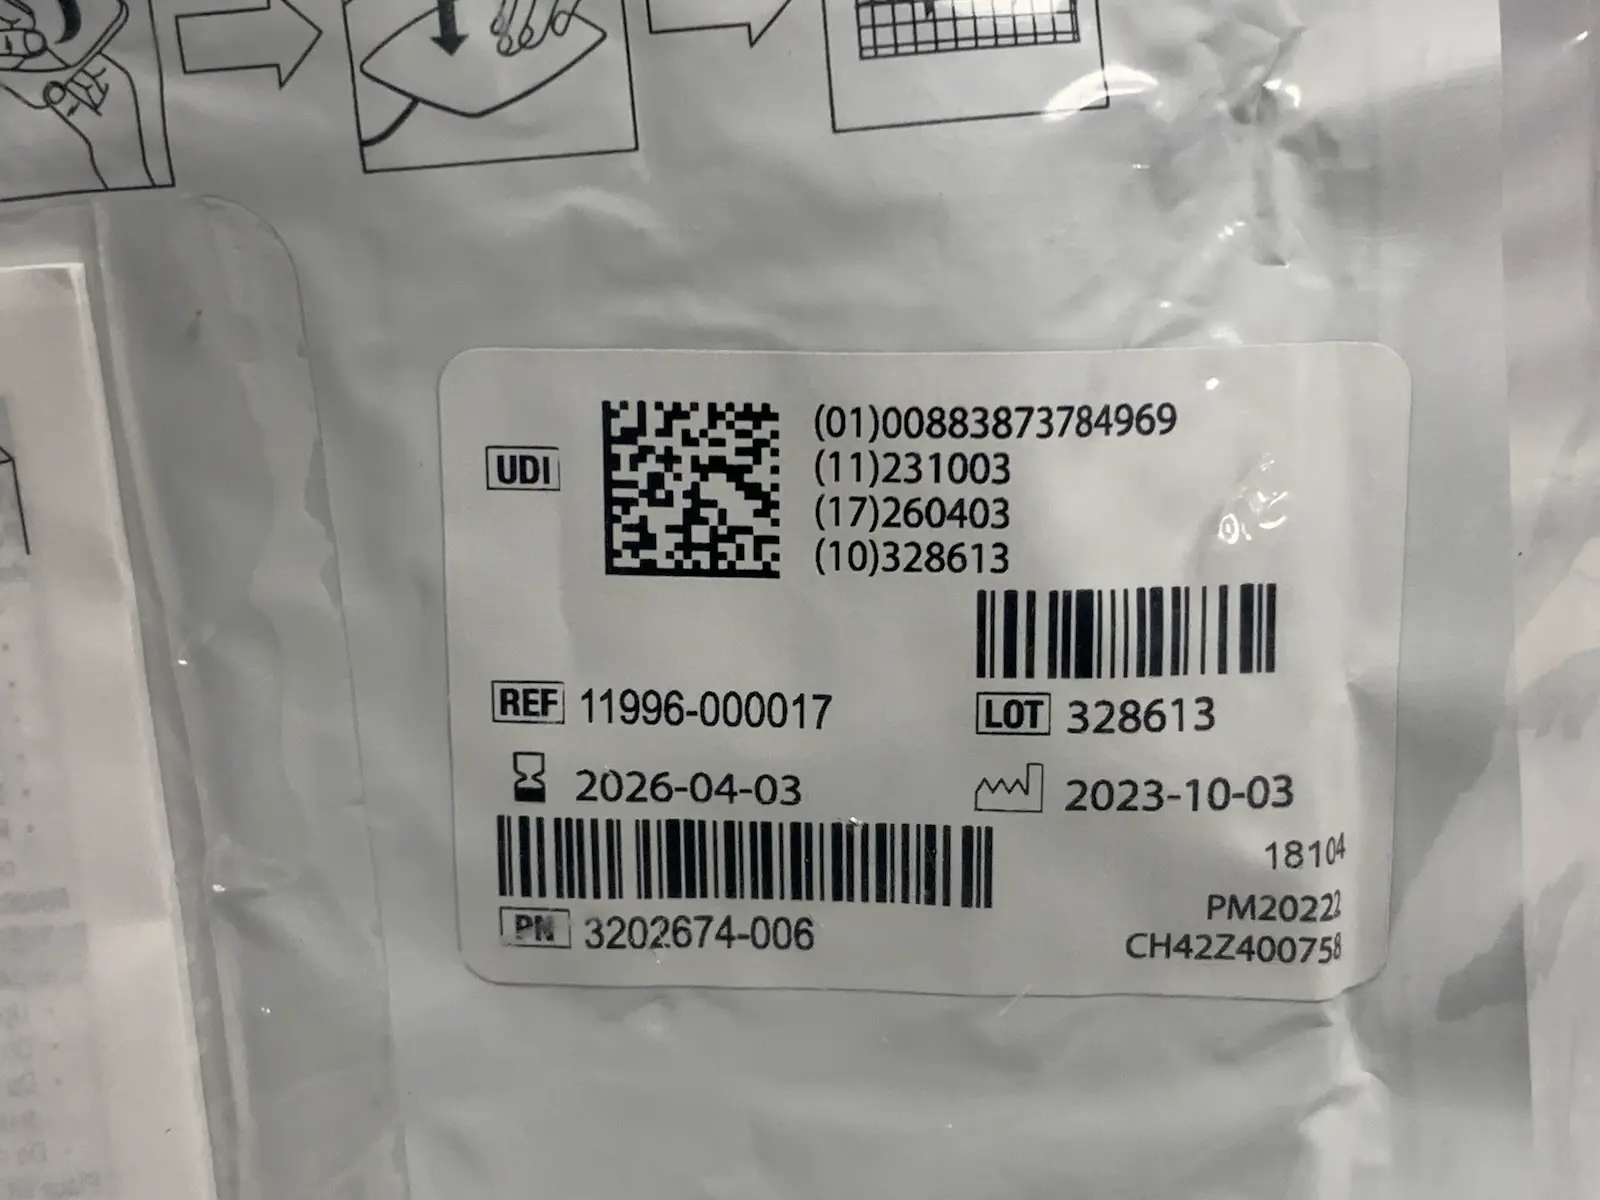 UDI
(01)00883873784969
(11)231003
(17)260403
(10)328613
REF 11996-000017
LOT 328613
2026-04-03
2023-10-03
18104
PM20222
PN 3202674-006
CH42Z400758